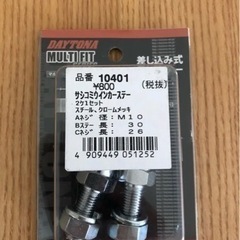 DAYTONA
MULTI FIT
差し込み式
品番 10401
¥800 (税抜)
サシコミウインカーステー
2ケ1セット
スチール、クロームメッキ
Aネジ 径:M10
Bステー 長:30
Cネジ 長:26
4 909449 051252